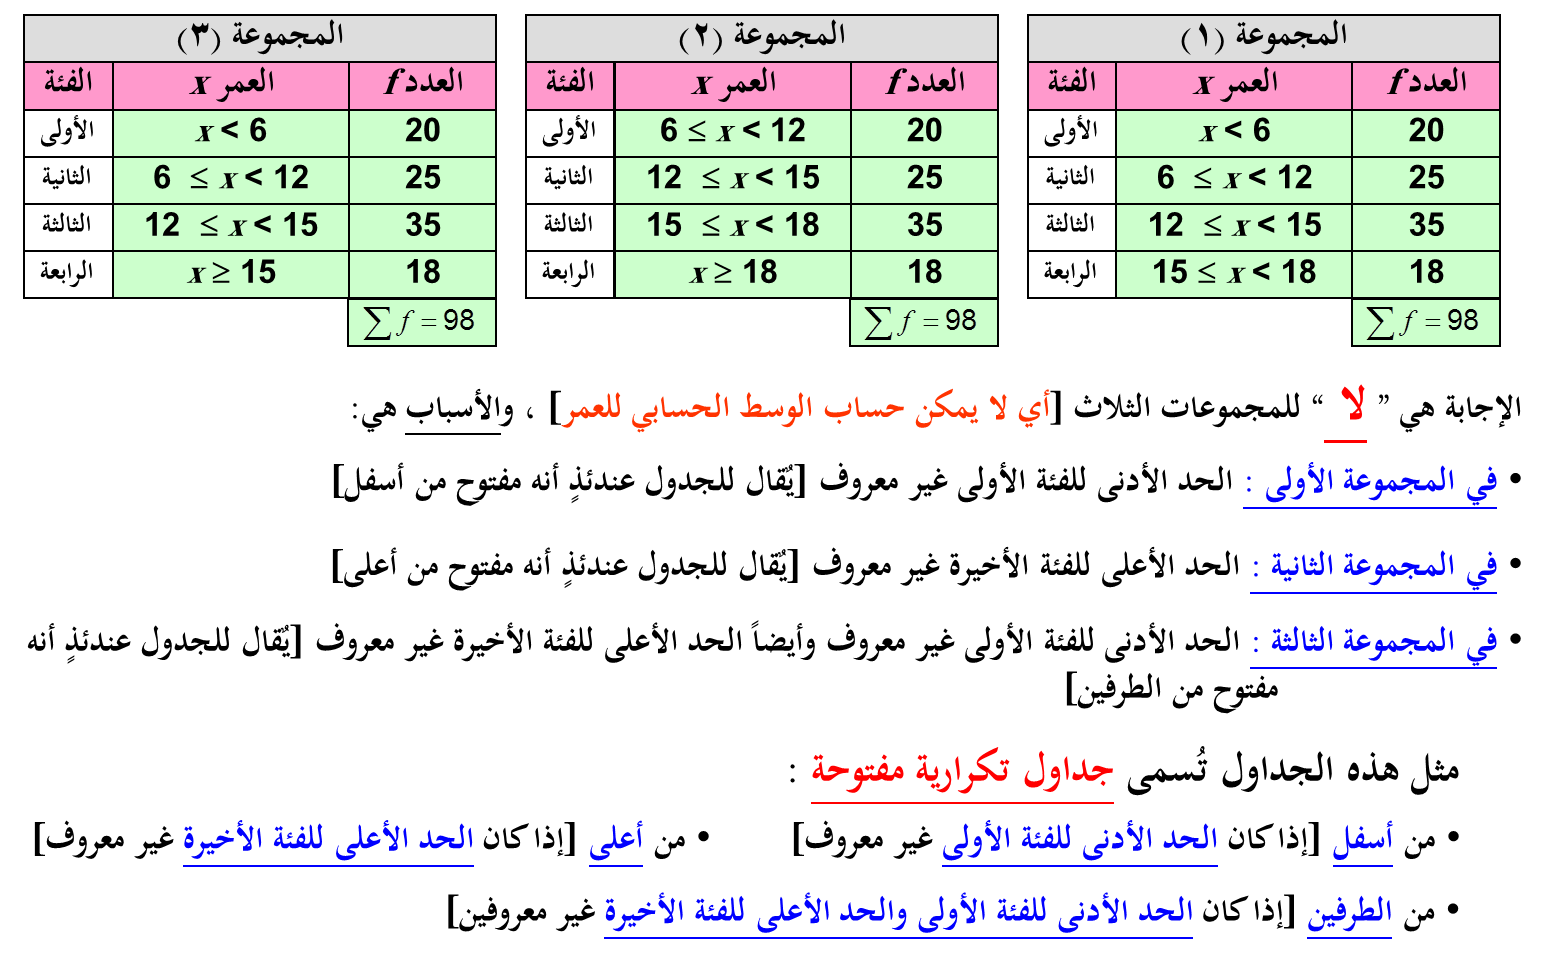 المجموعة (١) المجموعة (٢) المجموعة (٣)
الفئة العمر x العدد f الفئة العمر x العدد f الفئة العمر x العدد f
الأولى x < 6 20 الأولى 6 ≤ x < 12 20 الأولى x < 6 20
الثانية 6 ≤ x < 12 25 الثانية 12 ≤ x < 15 25 الثانية 6 ≤ x < 12 25
الثالثة 12 ≤ x < 15 35 الثالثة 15 ≤ x < 18 35 الثالثة 12 ≤ x < 15 35
الرابعة 15 ≤ x < 18 18 الرابعة x ≥ 18 18 الرابعة x ≥ 15 18
∑ f = 98 ∑ f = 98 ∑ f = 98
الإجابة هي ” لا “ للمجموعات الثلاث [أي لا يمكن حساب الوسط الحسابي للعمر] ، والأسباب هي:
• في المجموعة الأولى : الحد الأدنى للفئة الأولى غير معروف [يُقال للجدول عندئذٍ أنه مفتوح من أسفل]
• في المجموعة الثانية : الحد الأعلى للفئة الأخيرة غير معروف [يُقال للجدول عندئذٍ أنه مفتوح من أعلى]
• في المجموعة الثالثة : الحد الأدنى للفئة الأولى غير معروف وأيضاً الحد الأعلى للفئة الأخيرة غير معروف [يُقال للجدول عندئذٍ أنه
مفتوح من الطرفين]
مثل هذه الجداول تُسمى جداول تكرارية مفتوحة :
• من أسفل [إذا كان الحد الأدنى للفئة الأولى غير معروف] • من أعلى [إذا كان الحد الأعلى للفئة الأخيرة غير معروف]
• من الطرفين [إذا كان الحد الأدنى للفئة الأولى والحد الأعلى للفئة الأخيرة غير معروفين]